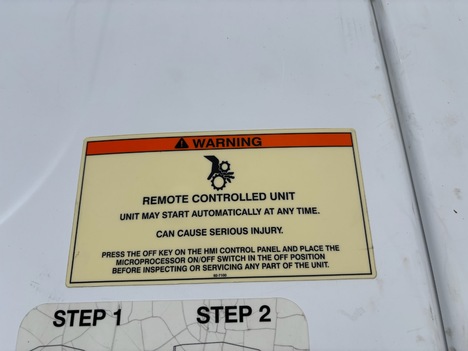 WARNING
REMOTE CONTROLLED UNIT
UNIT MAY START AUTOMATICALLY AT ANY TIME.
CAN CAUSE SERIOUS INJURY.
PRESS THE OFF KEY ON THE HMI CONTROL PANEL AND PLACE THE
MICROPROCESSOR ON/OFF SWITCH IN THE OFF POSITION
BEFORE INSPECTING OR SERVICING ANY PART OF THE UNIT.
STEP 1 STEP 2